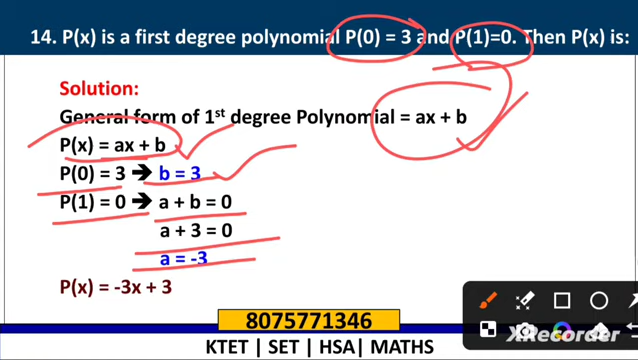 14. P(x) is a first degree polynomial P(0) = 3 and P(1)=0. Then P(x) is:
Solution:
General form of 1st degree Polynomial = ax + b
P(x) = ax + b
P(0) = 3 ➔ b = 3
P(1) = 0 ➔ a + b = 0
a + 3 = 0
a = -3
P(x) = -3x + 3
8075771346
KTET | SET | HSA | MATHS
XRecorder